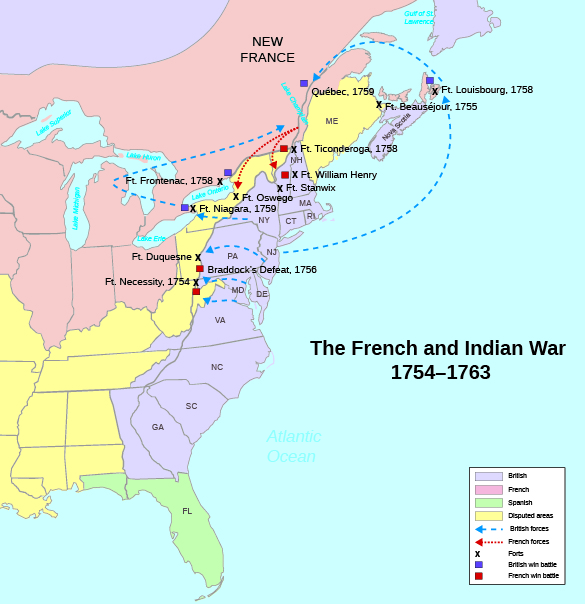 Gulf of St.
Lawrence
NEW
FRANCE
Québec, 1759
Ft. Louisbourg, 1758
Ft. Beauséjour, 1755
Lake Superior
Lake Champlain
ME
Nova Scotia
Lake Huron
Ft. Ticonderoga, 1758
NH
Ft. Frontenac, 1758
Ft. William Henry
Ft. Stanwix
Lake Ontario
Ft. Oswego
Lake Michigan
Ft. Niagara, 1759
MA
NY
CT
RI
Lake Erie
Ft. Duquesne
PA
NJ
Braddock's Defeat, 1756
Ft. Necessity, 1754
MD
DE
VA
The French and Indian War
1754–1763
NC
SC
GA
Atlantic
Ocean
FL
British
French
Spanish
Disputed areas
British forces
French forces
Forts
British win battle
French win battle